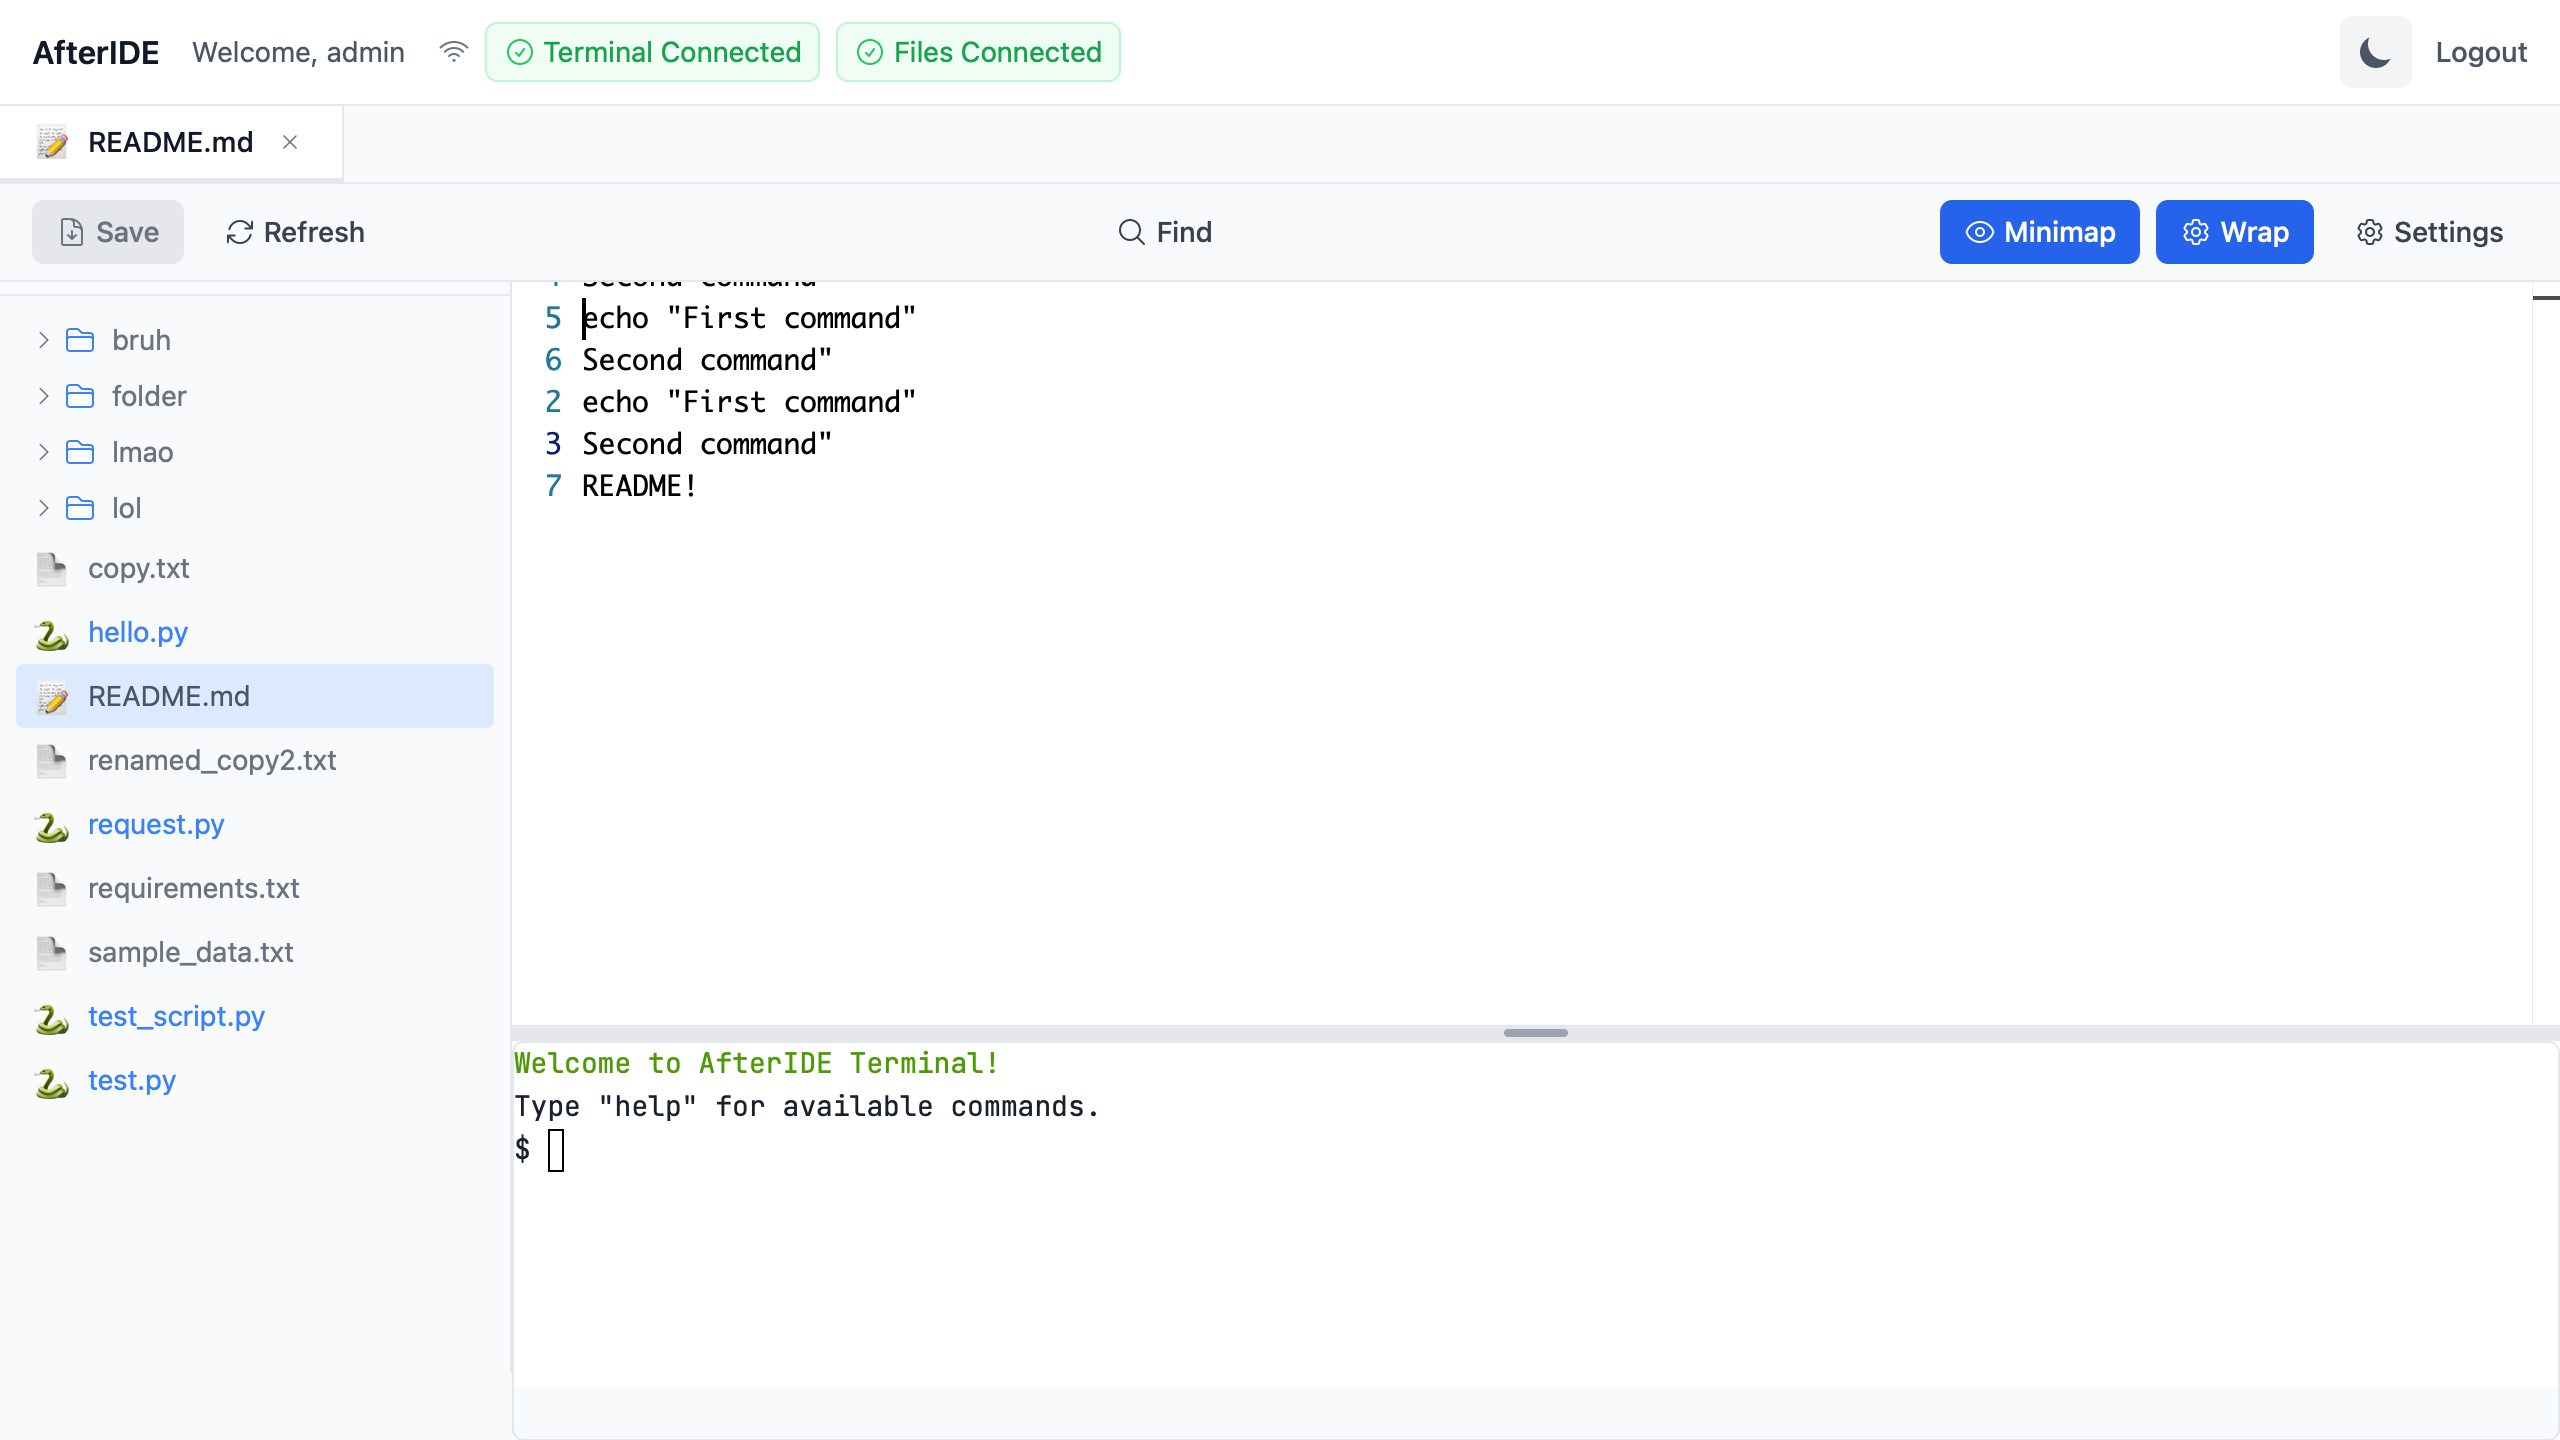 AfterIDE Welcome, admin Terminal Connected Files Connected Logout
README.md
Save Refresh Find Minimap Wrap Settings
bruh
folder
lmao
lol
copy.txt
hello.py
README.md
renamed_copy2.txt
request.py
requirements.txt
sample_data.txt
test_script.py
test.py
4 Second command"
5 echo "First command"
6 Second command"
2 echo "First command"
3 Second command"
7 README!
Welcome to AfterIDE Terminal!
Type "help" for available commands.
$